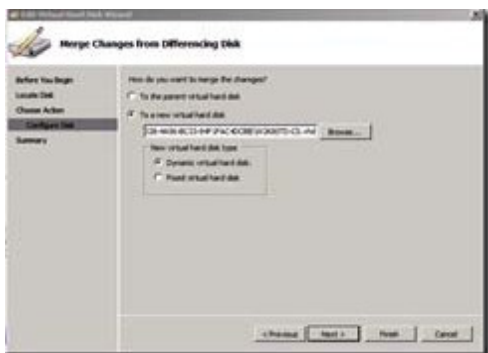 Edit Virtual Hard Disk Wizard
Merge Changes from Differencing Disk
Before You Begin
Locate Disk
Choose Action
Configure Disk
Summary
How do you want to merge the changes?
To the parent virtual hard disk
To a new virtual hard disk
Browse...
New virtual hard disk type
Dynamic virtual hard disk
Fixed virtual hard disk
< Previous
Next >
Finish
Cancel